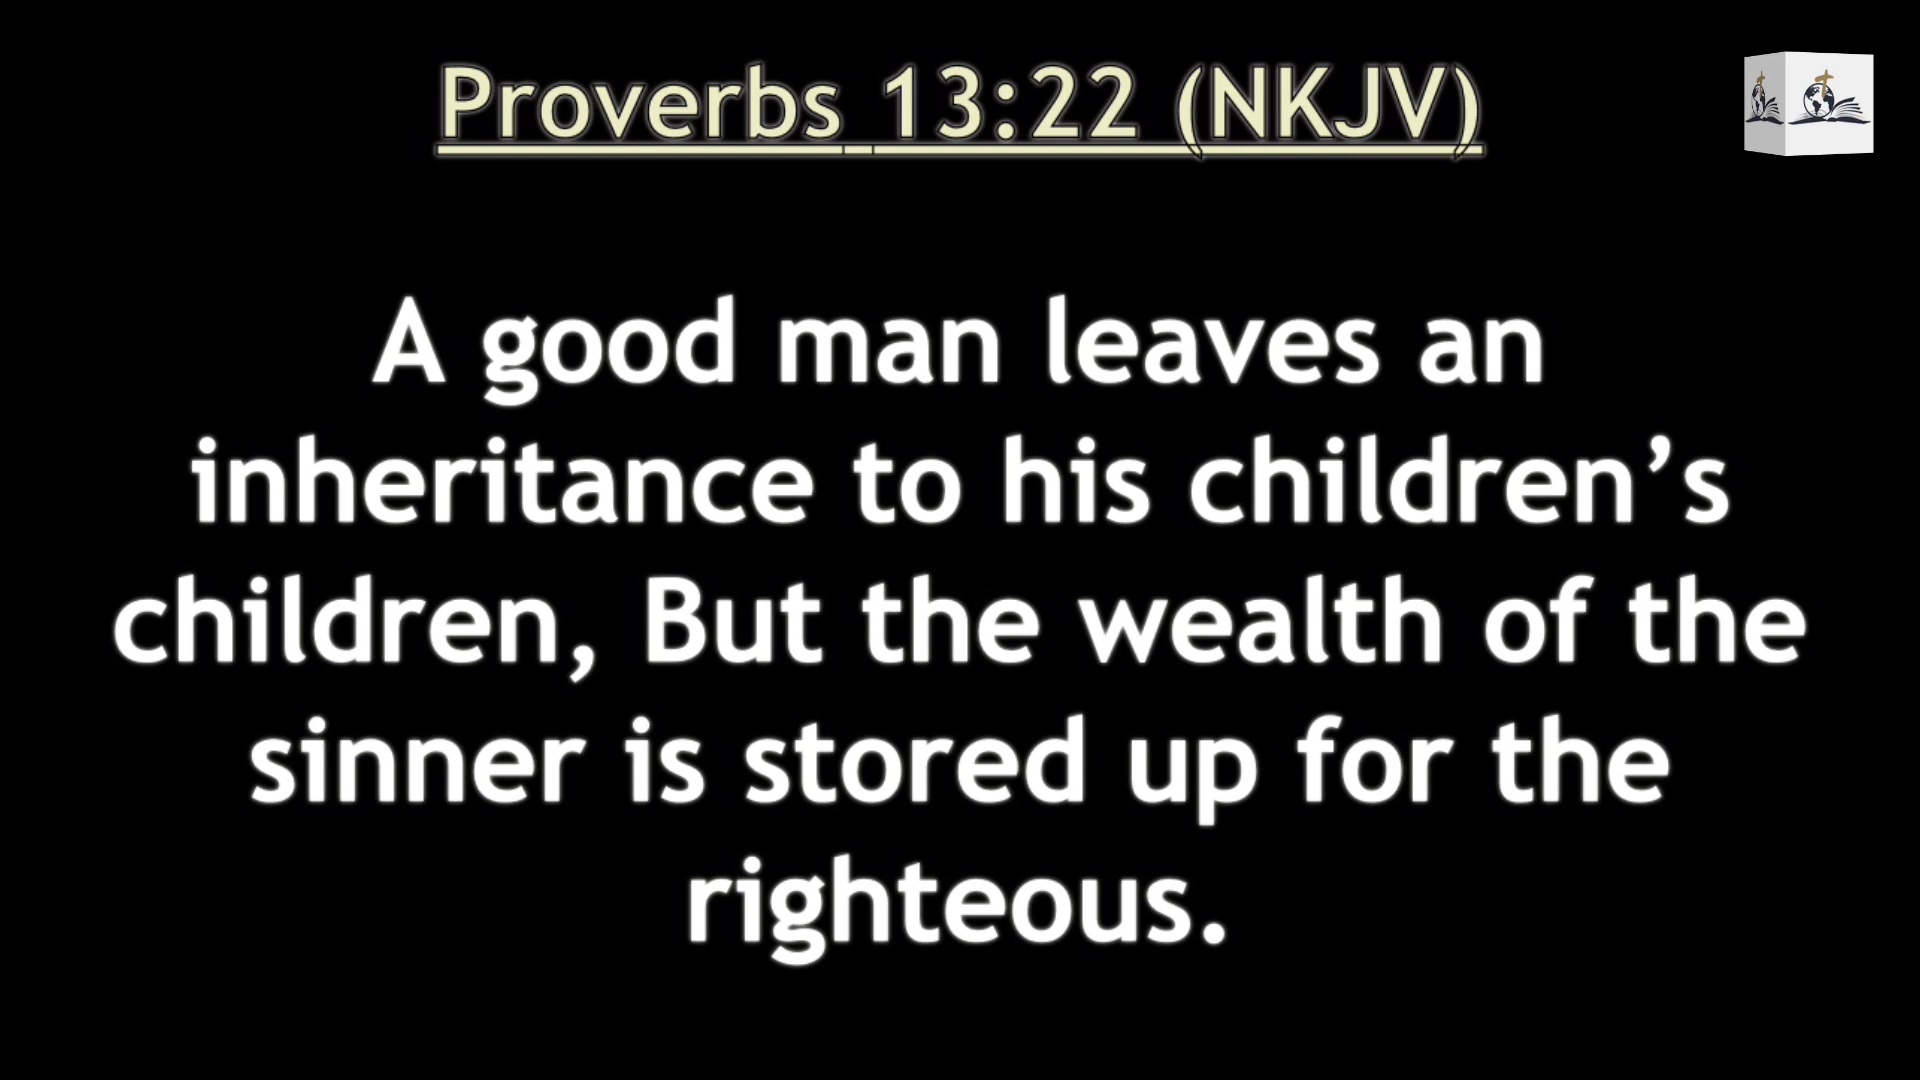 Proverbs 13:22 (NKJV)
A good man leaves an
inheritance to his children’s
children, But the wealth of the
sinner is stored up for the
righteous.